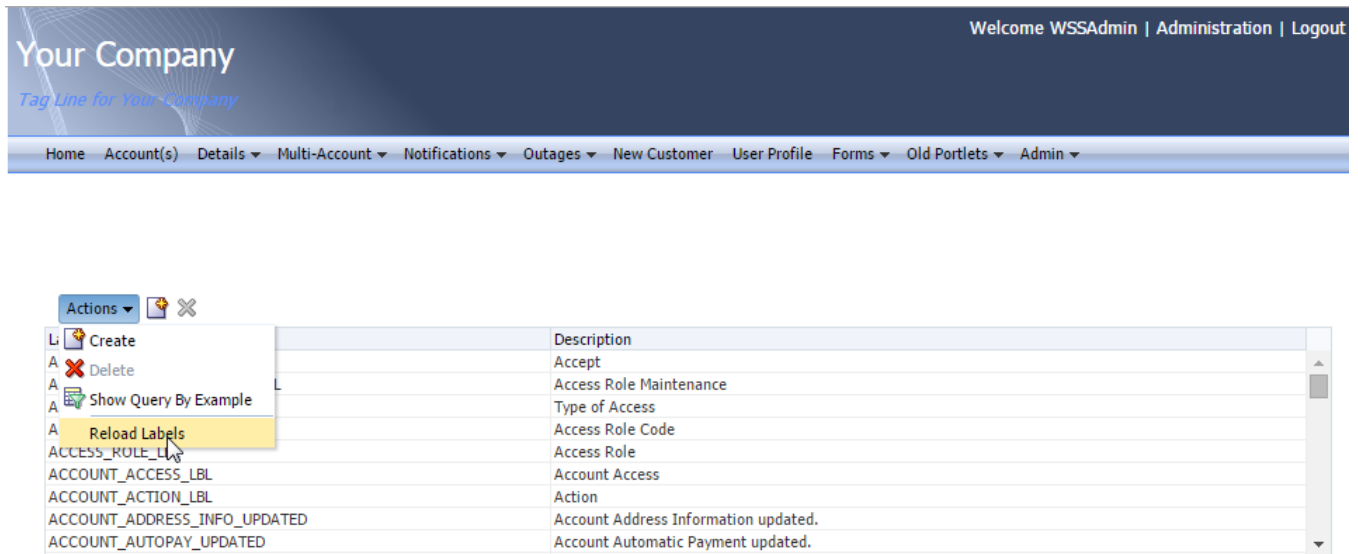 Welcome WSSAdmin | Administration | Logout
Your Company
Tag Line for Your Company
Home Account(s) Details Multi-Account Notifications Outages New Customer User Profile Forms Old Portlets Admin
Actions
Description
Create
Accept
Delete
Access Role Maintenance
Show Query By Example
Type of Access
Reload Labels
Access Role Code
Access Role
ACCOUNT_ACCESS_LBL Account Access
ACCOUNT_ACTION_LBL Action
ACCOUNT_ADDRESS_INFO_UPDATED Account Address Information updated.
ACCOUNT_AUTOPAY_UPDATED Account Automatic Payment updated.